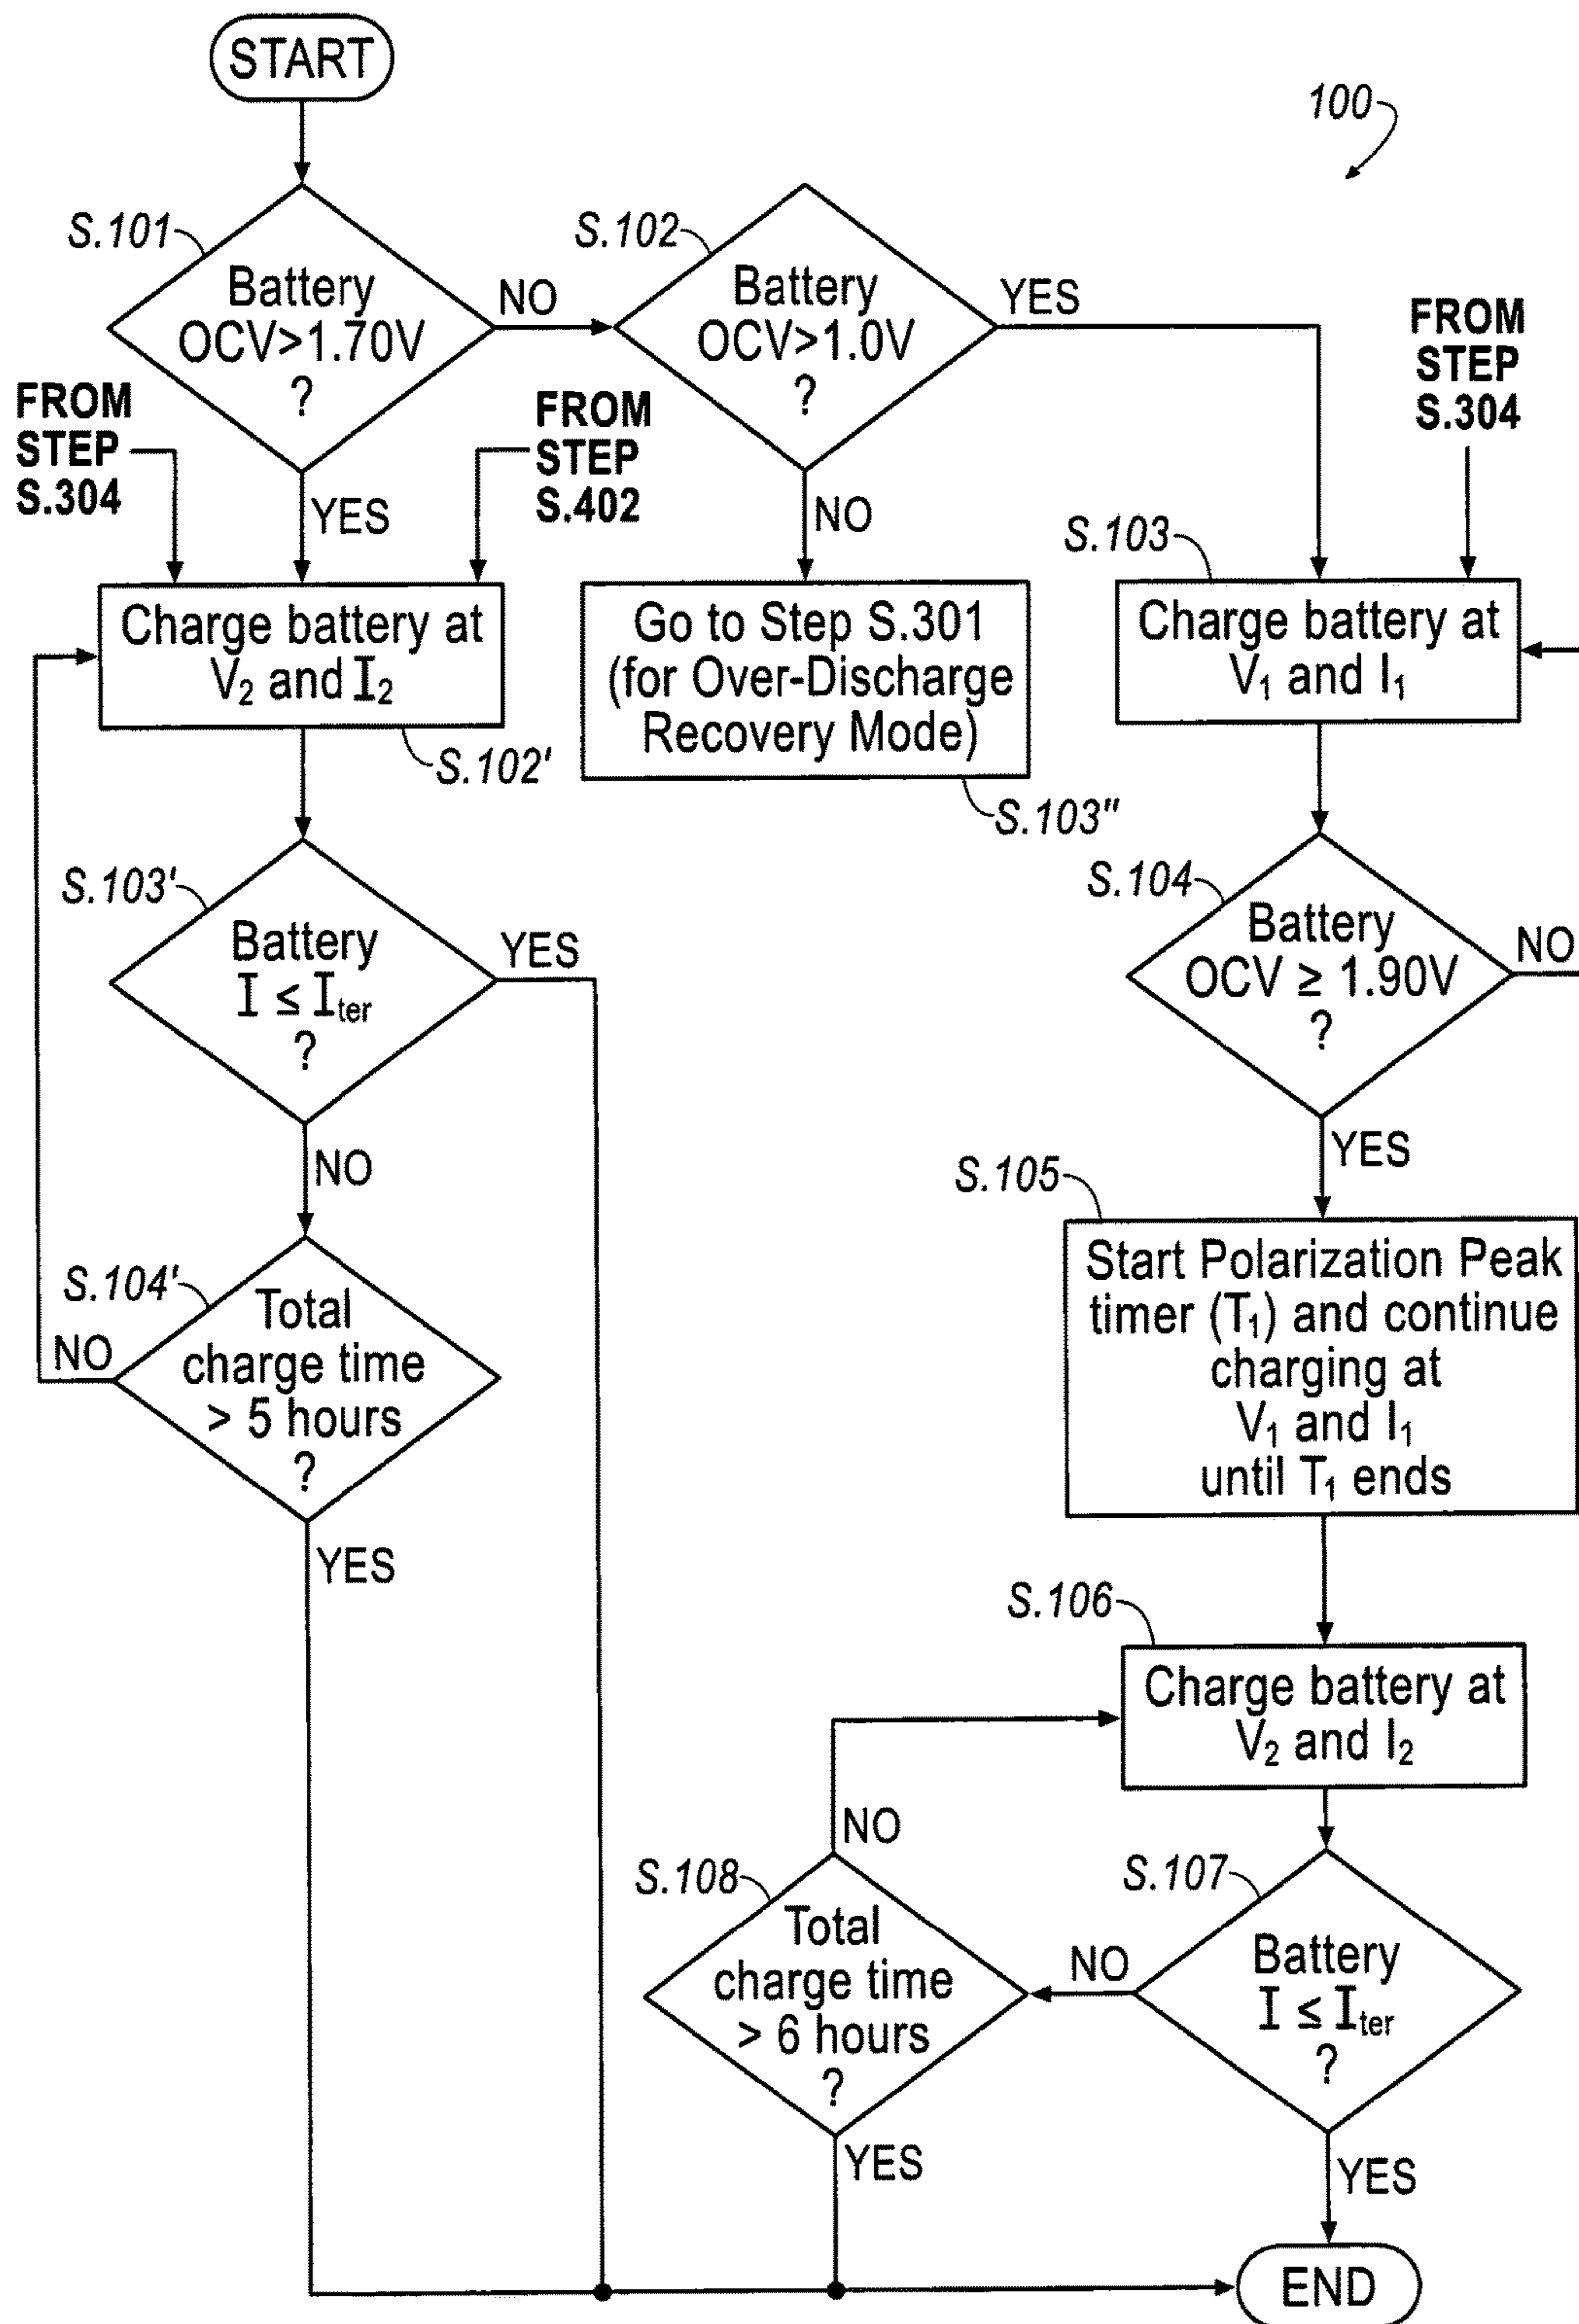 START
100
S.101
Battery
OCV>1.70V
?
NO
S.102
Battery
OCV>1.0V
?
YES
FROM
STEP
S.304
FROM
STEP
S.304
YES
FROM
STEP
S.402
NO
S.103
Charge battery at
V₂ and I₂
S.102'
Go to Step S.301
(for Over-Discharge
Recovery Mode)
S.103"
Charge battery at
V₁ and I₁
S.103'
Battery
I ≤ Iter
?
YES
NO
S.104
Battery
OCV ≥ 1.90V
?
NO
YES
S.104'
Total
charge time
> 5 hours
?
NO
YES
S.105
Start Polarization Peak
timer (T₁) and continue
charging at
V₁ and I₁
until T₁ ends
S.106
Charge battery at
V₂ and I₂
NO
S.108
Total
charge time
> 6 hours
?
YES
NO
S.107
Battery
I ≤ Iter
?
YES
END